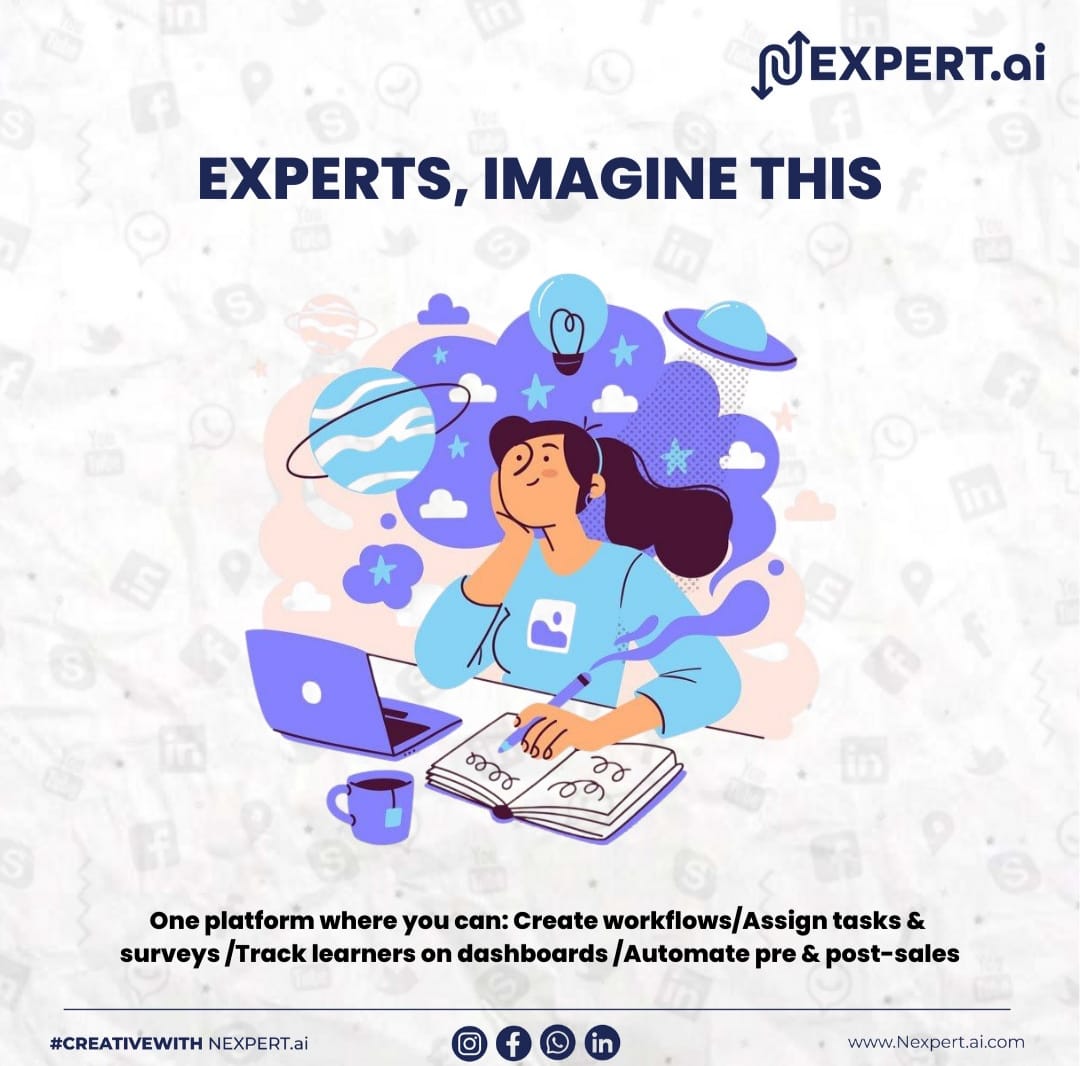 NEXPERT.ai
EXPERTS, IMAGINE THIS
One platform where you can: Create workflows/Assign tasks &
surveys /Track learners on dashboards /Automate pre & post-sales
#CREATIVEWITH NEXPERT.ai
www.Nexpert.ai.com